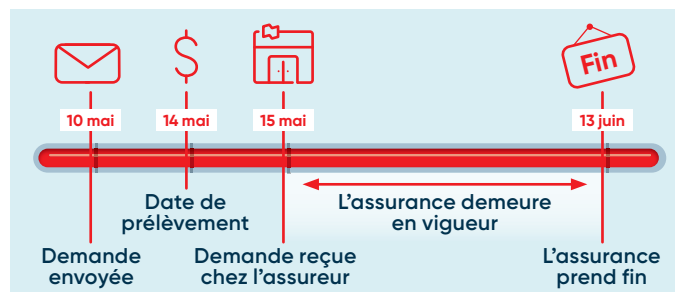 Fin
10 mai
14 mai
15 mai
13 juin
Date de
prélèvement
L'assurance demeure
en vigueur
Demande
envoyée
Demande reçue
chez l'assureur
L'assurance
prend fin